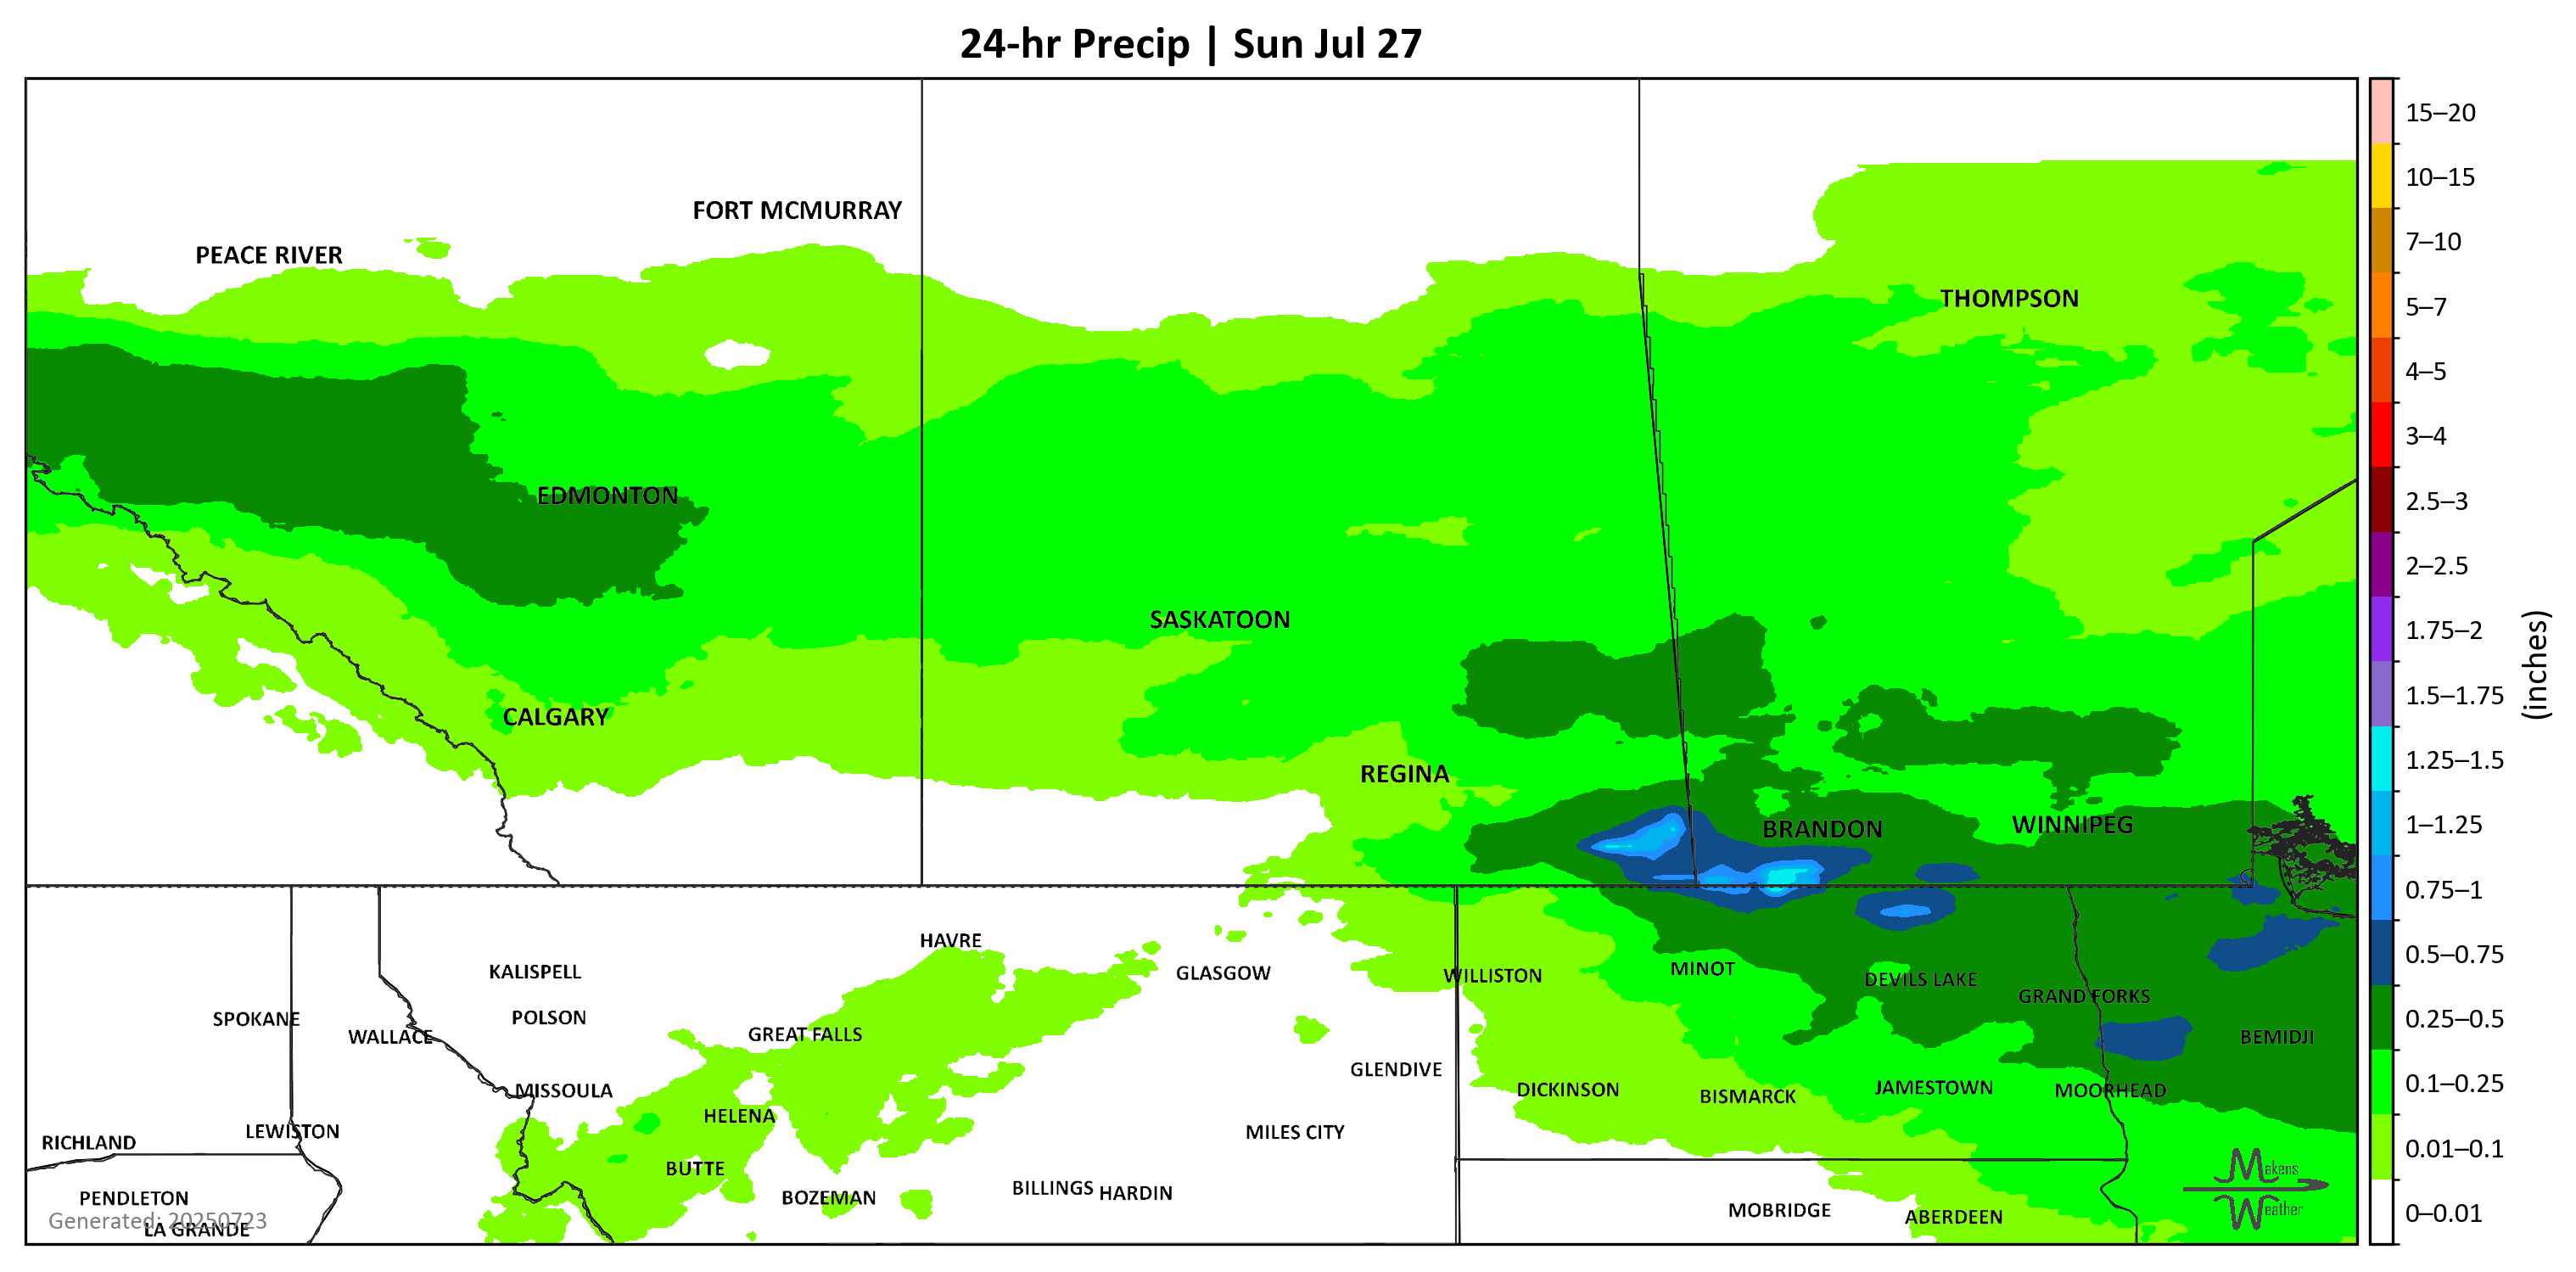 24-hr Precip | Sun Jul 27
FORT MCMURRAY
PEACE RIVER
THOMPSON
EDMONTON
SASKATOON
CALGARY
REGINA
BRANDON
WINNIPEG
HAVRE
KALISPELL
GLASGOW
WILLISTON
MINOT
DEVILS LAKE
GRAND FORKS
SPOKANE
POLSON
WALLACE
GREAT FALLS
BEMIDJI
GLENDIVE
MISSOULA
DICKINSON
BISMARCK
JAMESTOWN
MOORHEAD
HELENA
LEWISTON
RICHLAND
MILES CITY
BUTTE
PENDLETON
BOZEMAN
BILLINGS
HARDIN
MOBRIDGE
ABERDEEN
Generated: 20250723
LA GRANDE
Makens
Weather
15–20
10–15
7–10
5–7
4–5
3–4
2.5–3
2–2.5
1.75–2
1.5–1.75
1.25–1.5
1–1.25
0.75–1
0.5–0.75
0.25–0.5
0.1–0.25
0.01–0.1
0–0.01
(inches)